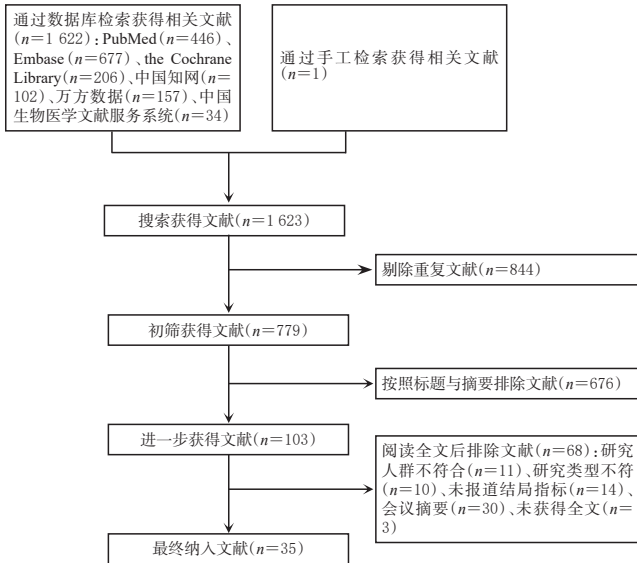 通过数据库检索获得相关文献
(n=1 622)：PubMed(n=446)、
Embase(n=677)、the Cochrane
Library(n=206)、中国知网(n=
102)、万方数据(n=157)、中国
生物医学文献服务系统(n=34)
通过手工检索获得相关文献
(n=1)
搜索获得文献(n=1 623)
剔除重复文献(n=844)
初筛获得文献(n=779)
按照标题与摘要排除文献(n=676)
进一步获得文献(n=103)
阅读全文后排除文献(n=68)：研究
人群不符合(n=11)、研究类型不符
(n=10)、未报道结局指标(n=14)、
会议摘要(n=30)、未获得全文(n=
3)
最终纳入文献(n=35)